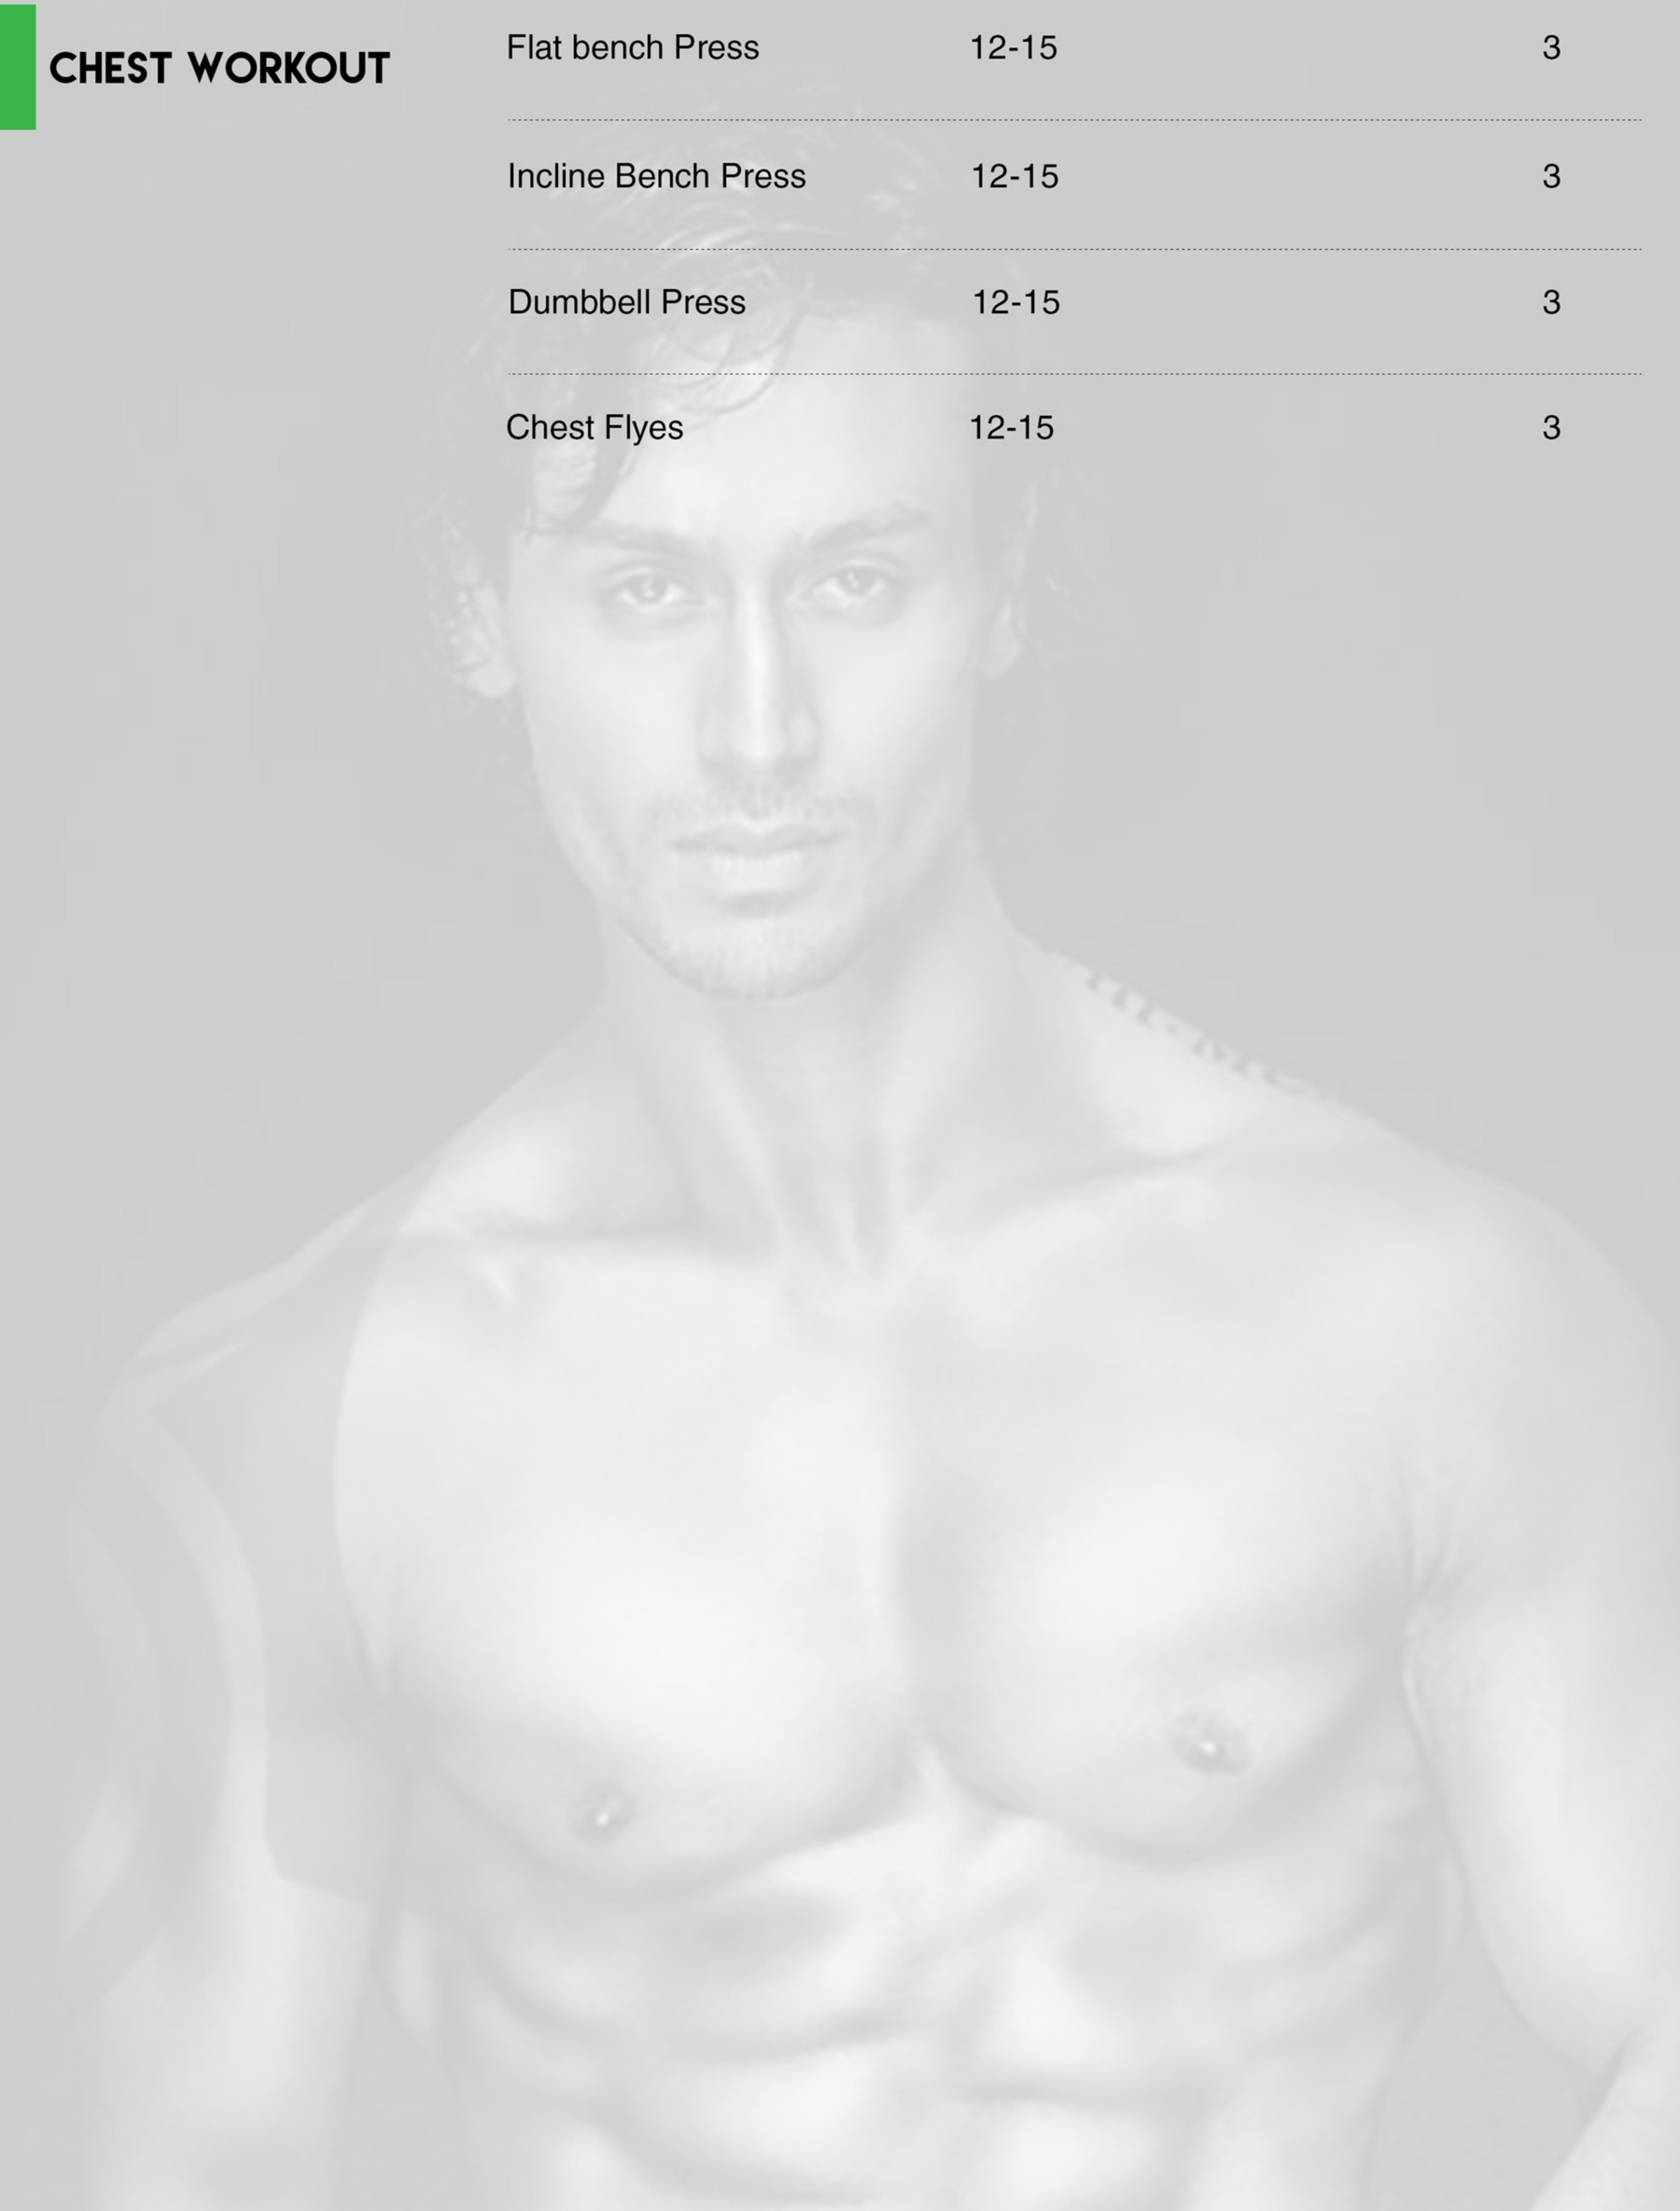 CHEST WORKOUT
Flat bench Press 12-15 3
Incline Bench Press 12-15 3
Dumbbell Press 12-15 3
Chest Flyes 12-15 3